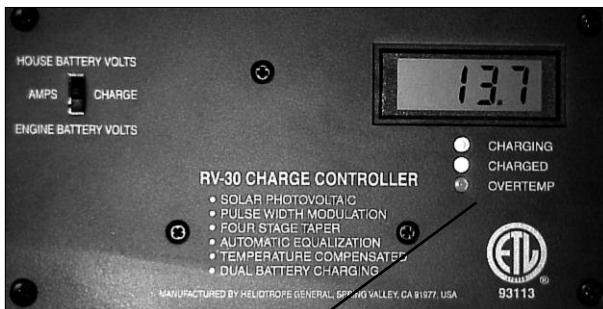 HOUSE BATTERY VOLTS
AMPS CHARGE
ENGINE BATTERY VOLTS
13.7
CHARGING
CHARGED
OVERTEMP
RV-30 CHARGE CONTROLLER
• SOLAR PHOTOVOLTAIC
• PULSE WIDTH MODULATION
• FOUR STAGE TAPER
• AUTOMATIC EQUALIZATION
• TEMPERATURE COMPENSATED
• DUAL BATTERY CHARGING
ETL
®
93113
MANUFACTURED BY HELIOTROPE GENERAL, SPRING VALLEY, CA 91977, USA